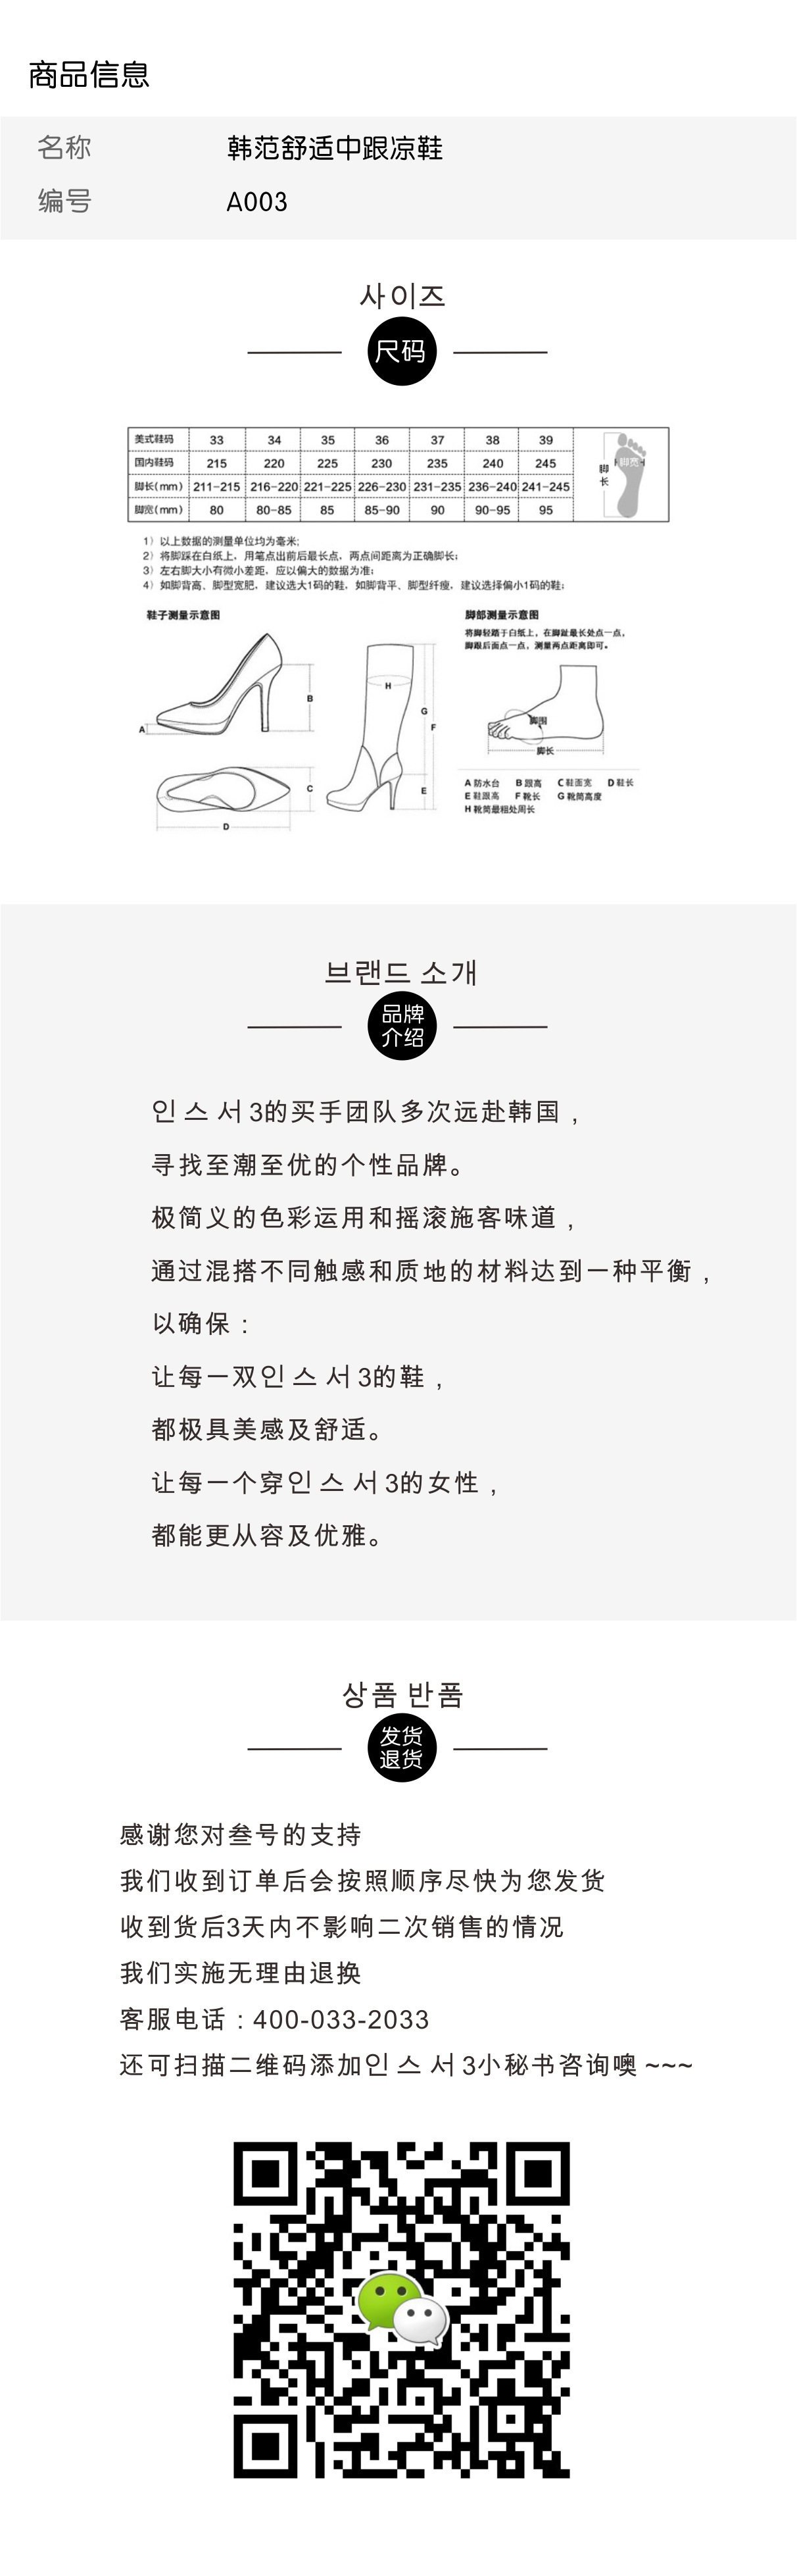 商品信息
名称 韩范舒适中跟凉鞋
编号 A003
사이즈
尺码
美式鞋码 33 34 35 36 37 38 39
国内鞋码 215 220 225 230 235 240 245
脚长(mm) 211-215 216-220 221-225 226-230 231-235 236-240 241-245
脚宽(mm) 80 80-85 85 85-90 90 90-95 95
脚宽
脚长
1）以上数据的测量单位均为毫米;
2）将脚踩在白纸上，用笔点出前后最长点，两点间距离为正确脚长;
3）左右脚大小有微小差距，应以偏大的数据为准;
4）如脚背高、脚型宽肥，建议选大1码的鞋，如脚背平、脚型纤瘦，建议选择偏小1码的鞋;
鞋子测量示意图
脚部测量示意图
将脚轻踏于白纸上，在脚趾最长处点一点，
脚跟后面点一点，测量两点距离即可。
A
B
C
D
H
G
F
E
脚围
脚长
A 防水台 B 跟高 C 鞋面宽 D 鞋长
E 鞋跟高 F 靴长 G 靴筒高度
H 靴筒最粗处周长
브랜드 소개
品牌
介绍
인 스 서 3的买手团队多次远赴韩国，
寻找至潮至优的个性品牌。
极简义的色彩运用和摇滚施客味道，
通过混搭不同触感和质地的材料达到一种平衡，
以确保：
让每一双인 스 서 3的鞋，
都极具美感及舒适。
让每一个穿인 스 서 3的女性，
都能更从容及优雅。
상품 반품
发货
退货
感谢您对叁号的支持
我们收到订单后会按照顺序尽快为您发货
收到货后3天内不影响二次销售的情况
我们实施无理由退换
客服电话：400-033-2033
还可扫描二维码添加인 스 서 3小秘书咨询噢 ~~~